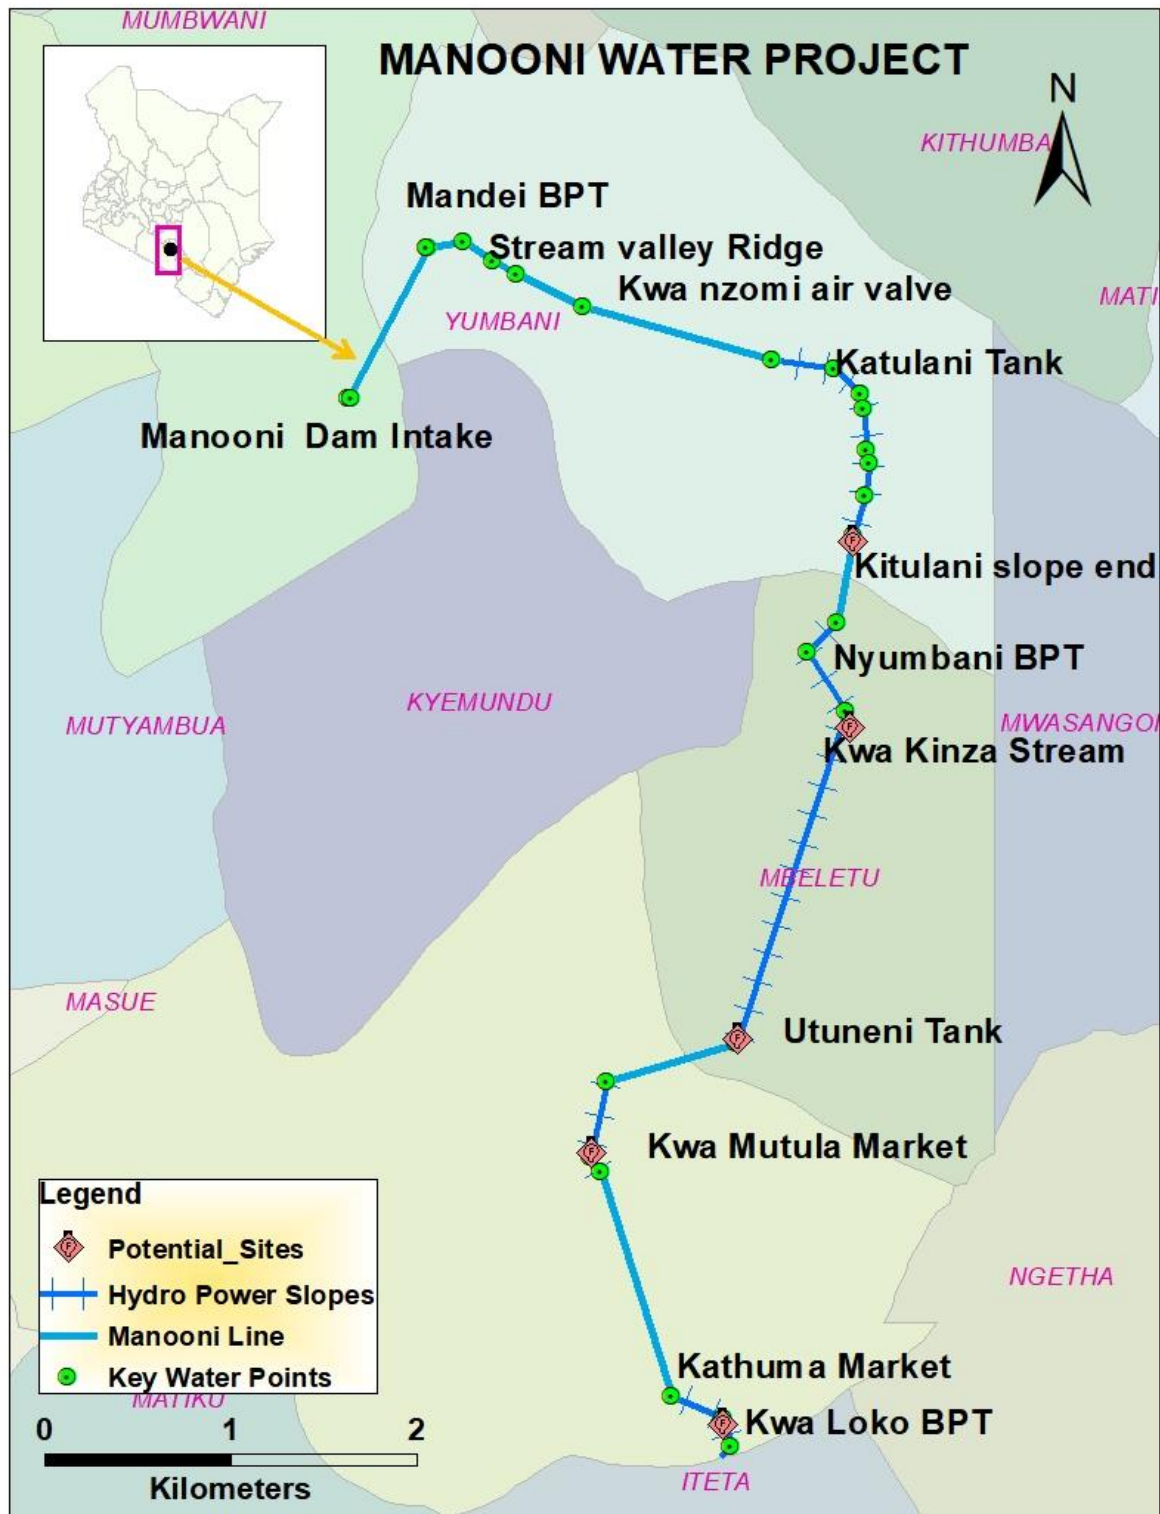 MUMBWANI
MANOONI WATER PROJECT
N
KITHUMBA
Mandei BPT
Stream valley Ridge
Kwa nzomi air valve
MATI
YUMBANI
Katulani Tank
Manooni Dam Intake
Kitulani slope end
Nyumbani BPT
KYEMUNDU
MUTYAMBUA
MWASANGO
Kwa Kinza Stream
MBELETU
MASUE
Utuneni Tank
Kwa Mutula Market
Legend
Potential_Sites
Hydro Power Slopes
Manooni Line
Key Water Points
NGETHA
Kathuma Market
MATIKU
Kwa Loko BPT
0 1 2
Kilometers
ITETA